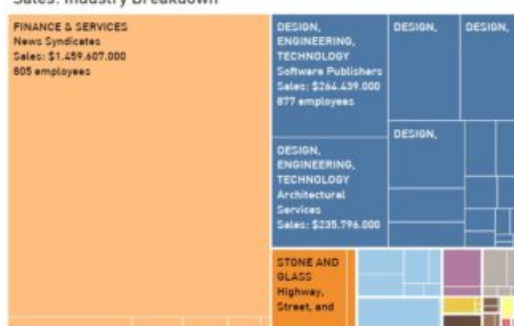 Sales: Industry Breakdown
FINANCE & SERVICES
News Syndicates
Sales: $1.459.607.000
805 employees
DESIGN,
ENGINEERING,
TECHNOLOGY
Software Publishers
Sales: $264.439.000
877 employees
DESIGN,
ENGINEERING,
TECHNOLOGY
Architectural
Services
Sales: $235.796.000
DESIGN,
DESIGN,
DESIGN,
STONE AND
GLASS
Highway,
Street, and